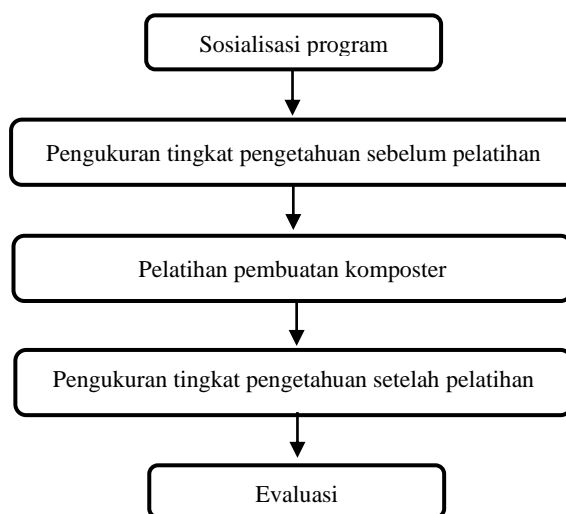 Sosialisasi program
Pengukuran tingkat pengetahuan sebelum pelatihan
Pelatihan pembuatan komposter
Pengukuran tingkat pengetahuan setelah pelatihan
Evaluasi